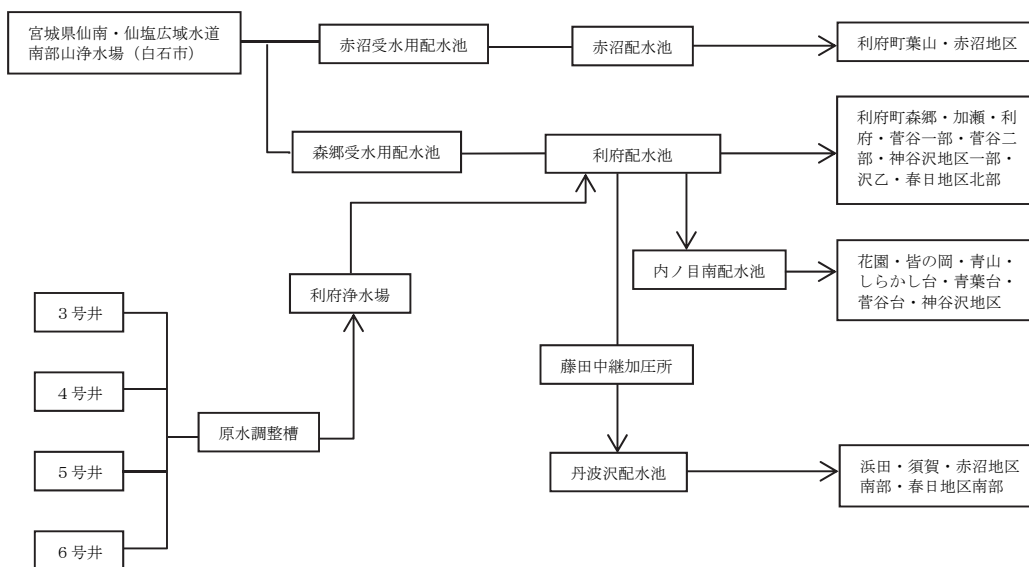 宮城県仙南・仙塩広域水道
南部山浄水場（白石市）
赤沼受水用配水池
赤沼配水池
利府町葉山・赤沼地区
森郷受水用配水池
利府配水池
利府町森郷・加瀬・利
府・菅谷一部・菅谷二
部・神谷沢地区一部・
沢乙・春日地区北部
内ノ目南配水池
花園・皆の岡・青山・
しらかし台・青葉台・
菅谷台・神谷沢地区
利府浄水場
3号井
4号井
5号井
6号井
原水調整槽
藤田中継加圧所
丹波沢配水池
浜田・須賀・赤沼地区
南部・春日地区南部